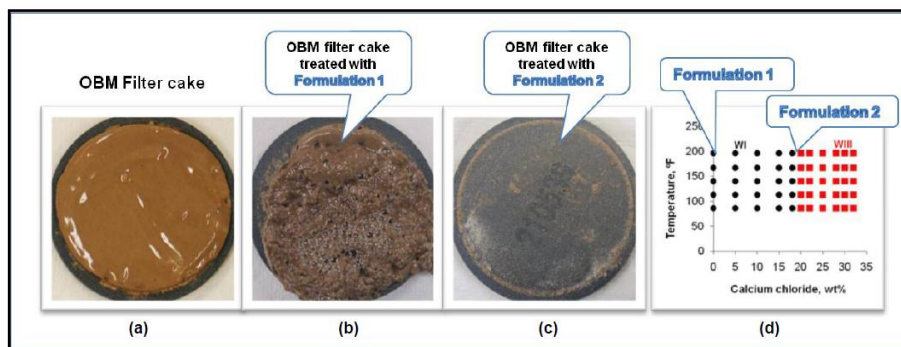 OBM Filter cake
OBM filter cake
treated with
Formulation 1
OBM filter cake
treated with
Formulation 2
Formulation 1
Formulation 2
250
200
150
100
50
0
WI
WIII
Temperature, ºF
0 5 10 15 20 25 30 35
Calcium chloride, wt%
(a)
(b)
(c)
(d)